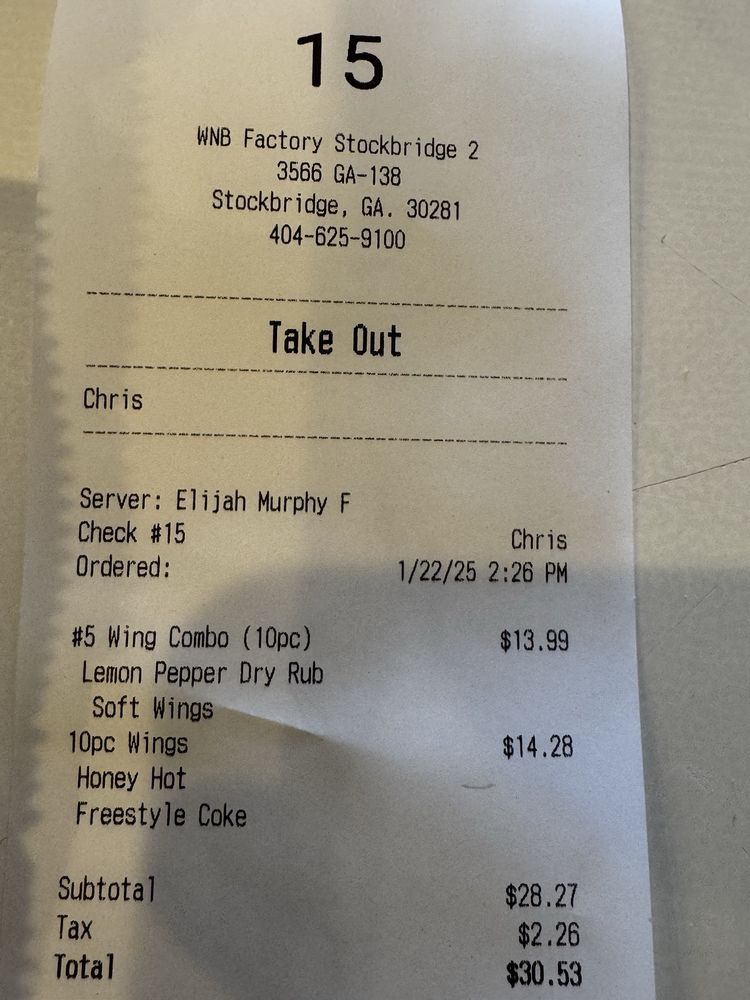 15
WNB Factory Stockbridge 2
3566 GA-138
Stockbridge, GA. 30281
404-625-9100
Take Out
Chris
Server: Elijah Murphy F
Check #15 Chris
Ordered: 1/22/25 2:26 PM
#5 Wing Combo (10pc) $13.99
Lemon Pepper Dry Rub
Soft Wings
10pc Wings $14.28
Honey Hot
Freestyle Coke
Subtotal $28.27
Tax $2.26
Total $30.53